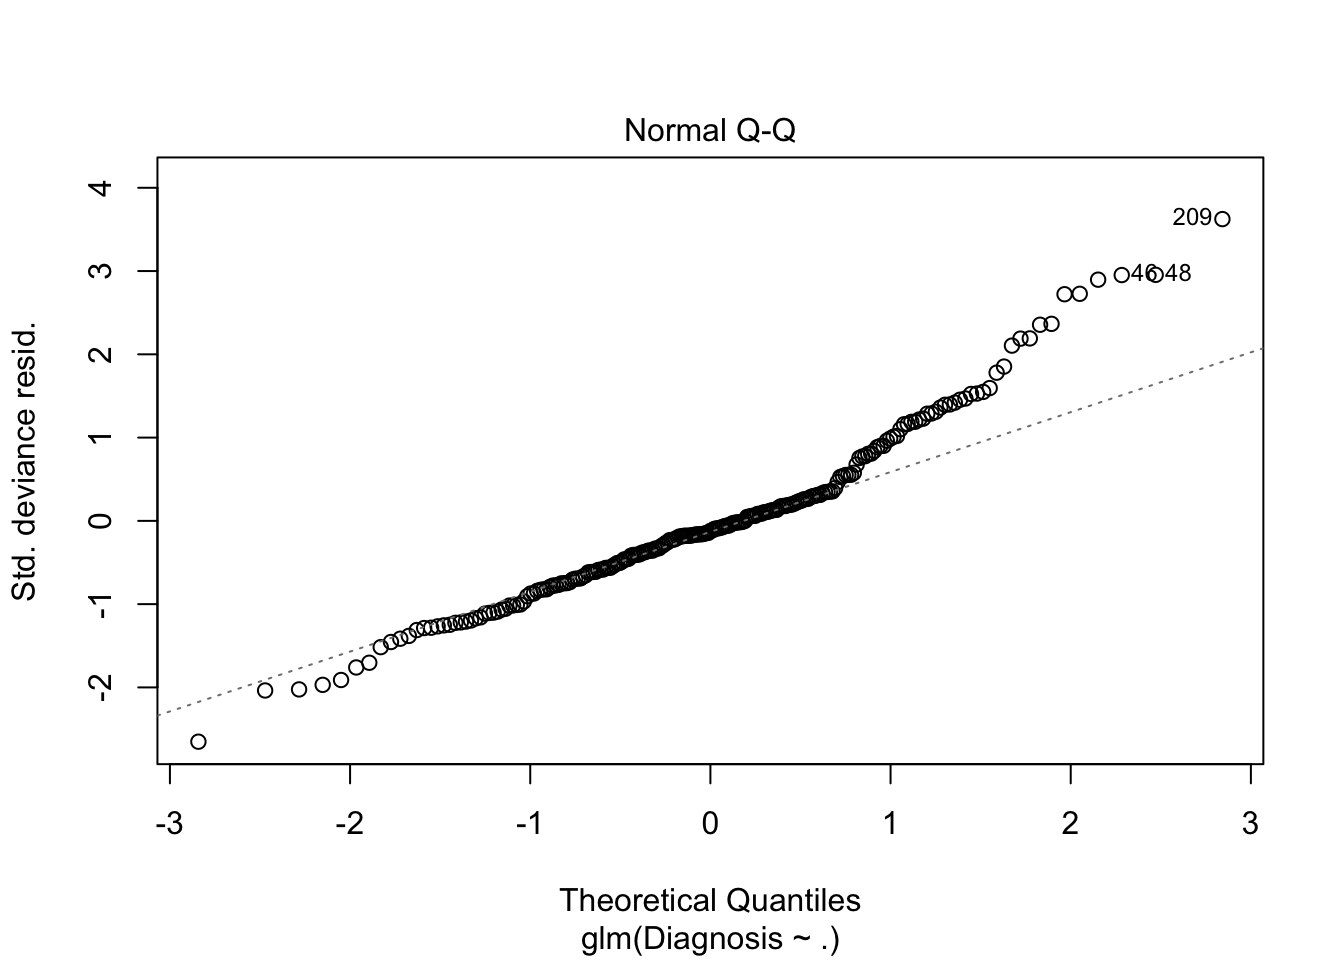 Normal Q-Q
Std. deviance resid.
4
3
2
1
0
-1
-2
209
46 48
-3 -2 -1 0 1 2 3
Theoretical Quantiles
glm(Diagnosis ~ .)